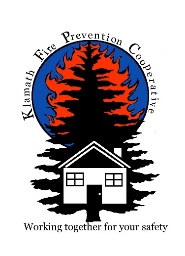 Klamath Fire Prevention Cooperative
Working together for your safety